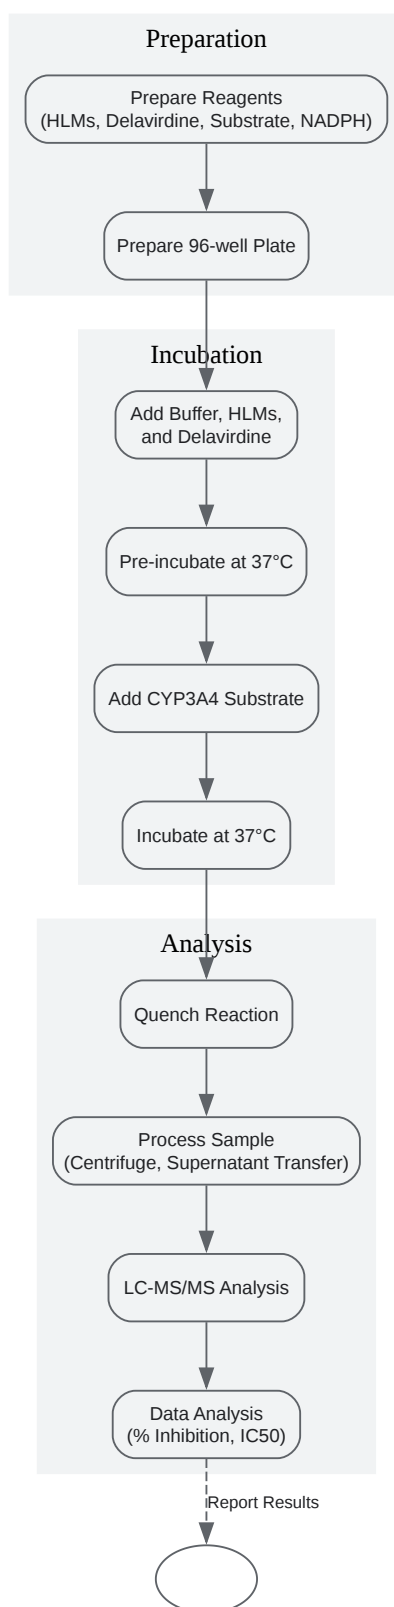 Preparation
Prepare Reagents
(HLMs, Delavirdine, Substrate, NADPH)
Prepare 96-well Plate
Incubation
Add Buffer, HLMs,
and Delavirdine
Pre-incubate at 37°C
Add CYP3A4 Substrate
Incubate at 37°C
Analysis
Quench Reaction
Process Sample
(Centrifuge, Supernatant Transfer)
LC-MS/MS Analysis
Data Analysis
(% Inhibition, IC50)
Report Results